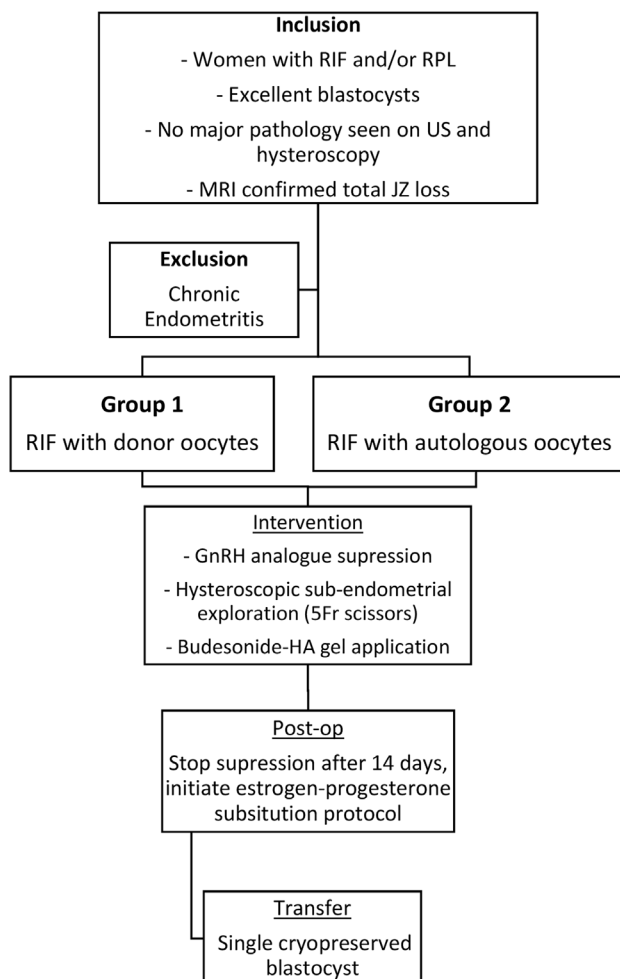 Inclusion
- Women with RIF and/or RPL
- Excellent blastocysts
- No major pathology seen on US and
hysteroscopy
- MRI confirmed total JZ loss
Exclusion
Chronic
Endometritis
Group 1
RIF with donor oocytes
Group 2
RIF with autologous oocytes
Intervention
- GnRH analogue supression
- Hysteroscopic sub-endometrial
exploration (5Fr scissors)
- Budesonide-HA gel application
Post-op
Stop supression after 14 days,
initiate estrogen-progesterone
subsitution protocol
Transfer
Single cryopreserved
blastocyst